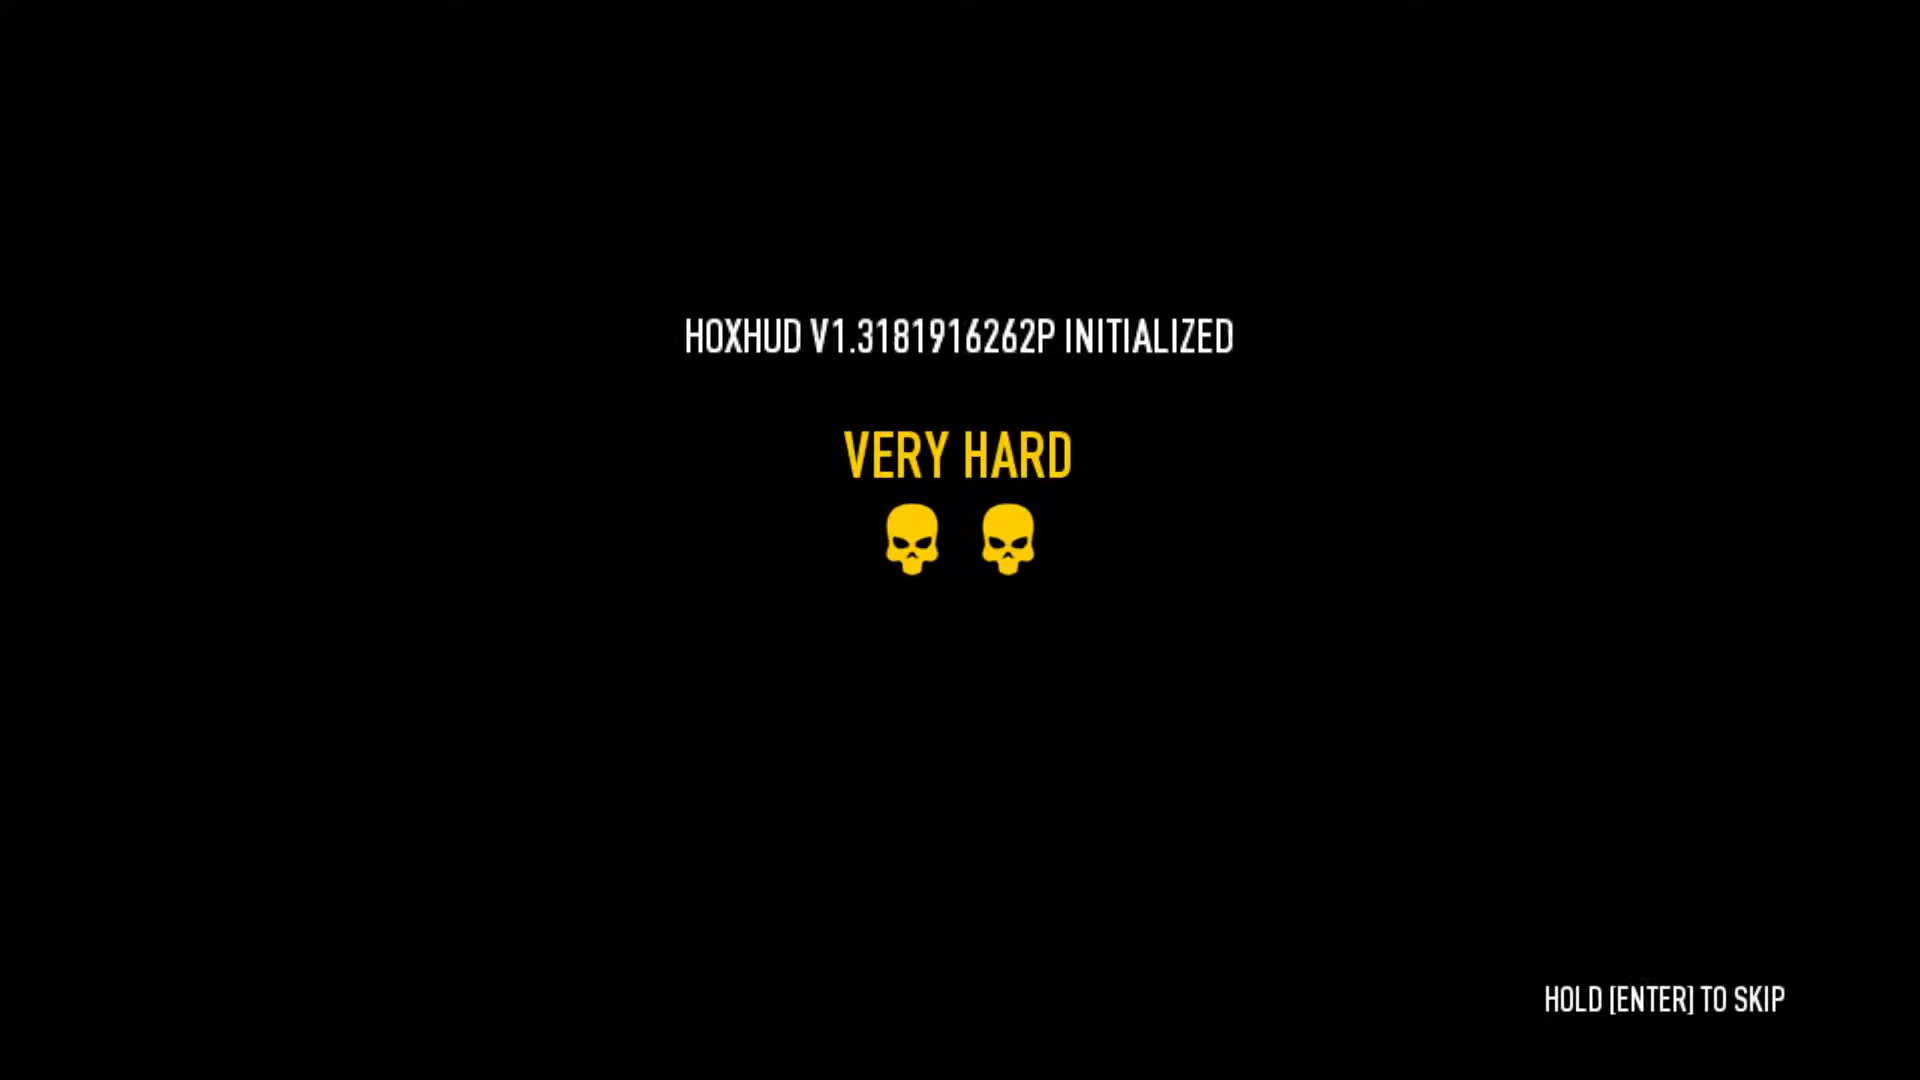 HOXHUD V1.3181916262P INITIALIZED
VERY HARD
HOLD [ENTER] TO SKIP